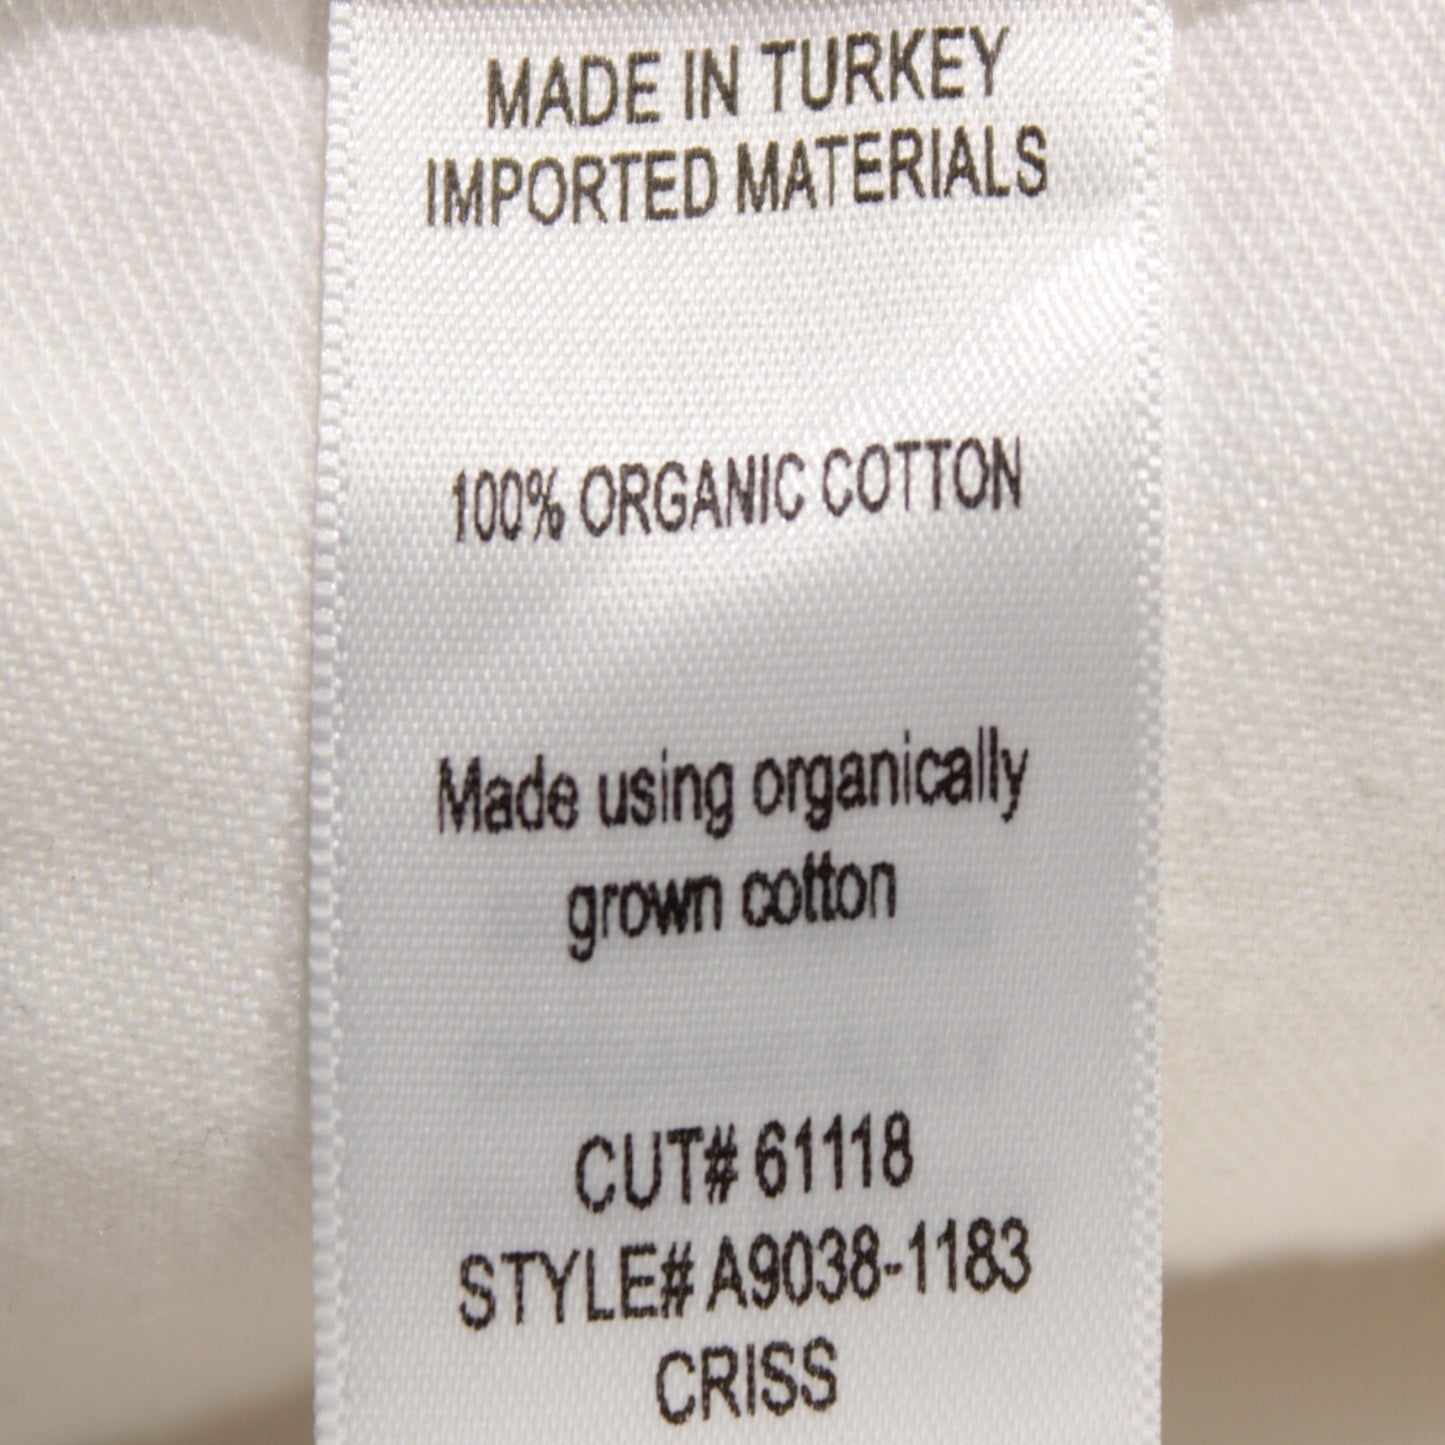 MADE IN TURKEY
IMPORTED MATERIALS
100% ORGANIC COTTON
Made using organically
grown cotton
CUT# 61118
STYLE# A9038-1183
CRISS